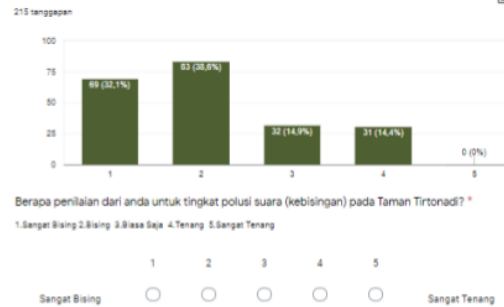 215 tanggapan
100
75
50
25
0
69 (32,1%)
83 (38,6%)
32 (14,9%)
31 (14,4%)
0 (0%)
1 2 3 4 5
Berapa penilaian dari anda untuk tingkat polusi suara (kebisingan) pada Taman Tirtonadi? *
1.Sangat Bising 2.Bising 3.Biasa Saja 4.Tenang 5.Sangat Tenang
1 2 3 4 5
Sangat Bising Sangat Tenang